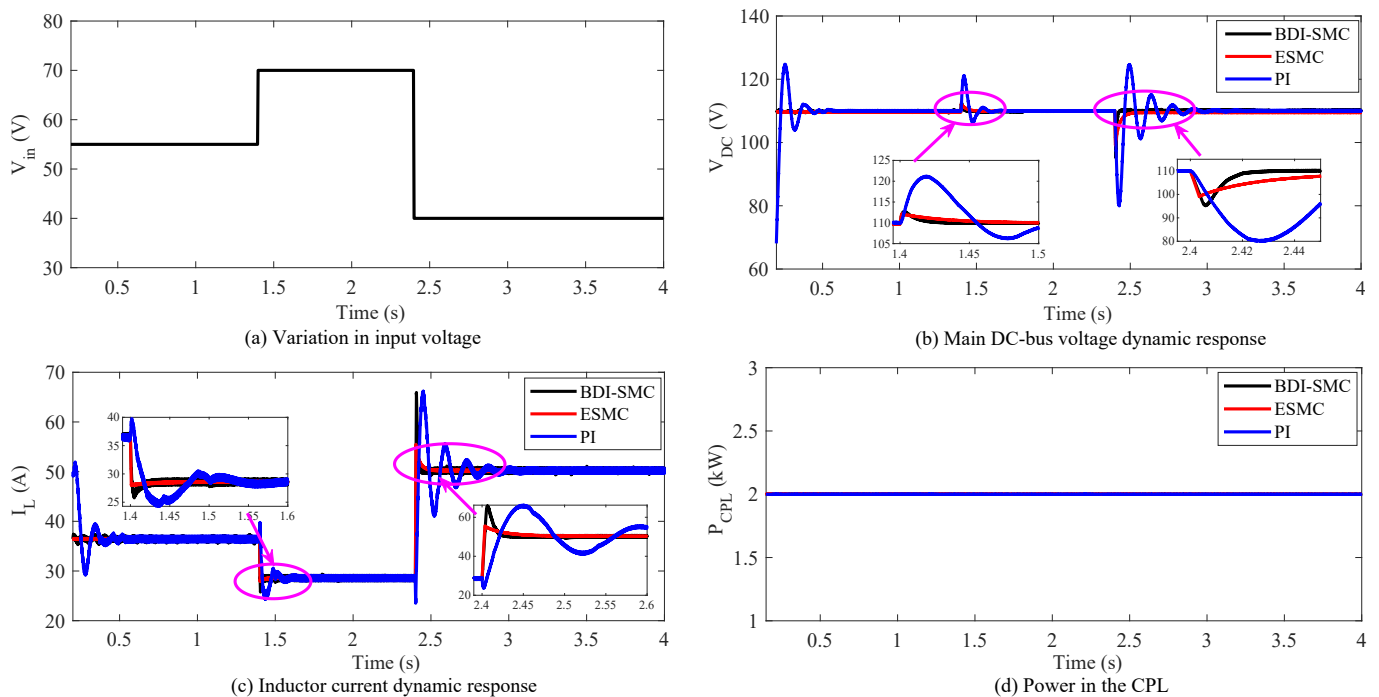 80
70
60
50
40
30
V_in (V)
0.5 1 1.5 2 2.5 3 3.5 4
Time (s)
(a) Variation in input voltage
140
120
100
80
60
V_DC (V)
BDI-SMC
ESMC
PI
125
120
115
110
105
1.4 1.45 1.5
110
100
90
80
2.4 2.42 2.44
0.5 1 1.5 2 2.5 3 3.5 4
Time (s)
(b) Main DC-bus voltage dynamic response
70
60
50
40
30
20
I_L (A)
BDI-SMC
ESMC
PI
40
35
30
25
1.4 1.45 1.5 1.55 1.6
60
40
20
2.4 2.45 2.5 2.55 2.6
0.5 1 1.5 2 2.5 3 3.5 4
Time (s)
(c) Inductor current dynamic response
3
2.5
2
1.5
1
P_CPL (kW)
BDI-SMC
ESMC
PI
0.5 1 1.5 2 2.5 3 3.5 4
Time (s)
(d) Power in the CPL